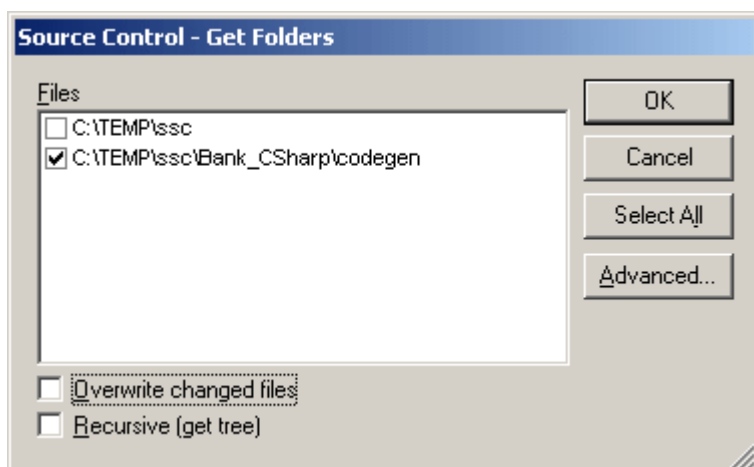 Source Control - Get Folders
Files
C:\TEMP\ssc
C:\TEMP\ssc\Bank_CSharp\codegen
OK
Cancel
Select All
Advanced...
Overwrite changed files
Recursive (get tree)